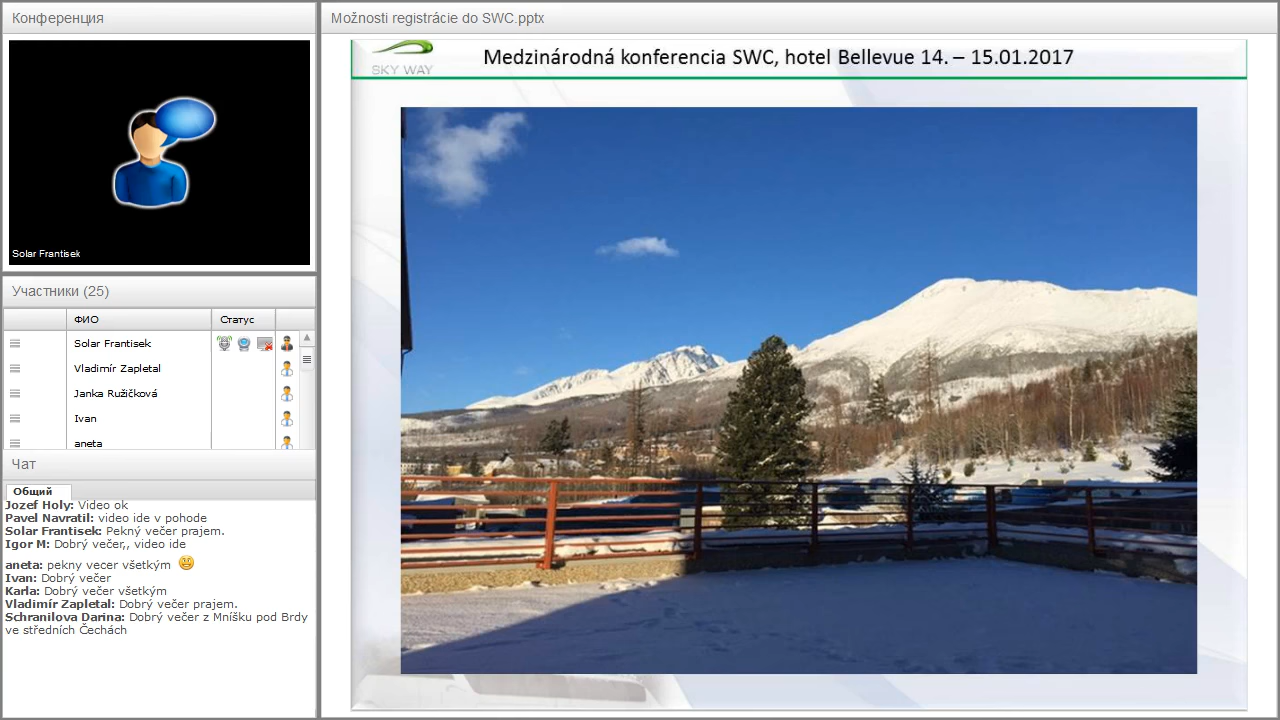 Конференция
Solar Frantisek
Участники (25)
ФИО
Статус
Solar Frantisek
Vladimír Zapletal
Janka Ružičková
Ivan
aneta
Чат
Общий
Jozef Holy: Video ok
Pavel Navratil: video ide v pohode
Solar Frantisek: Pekný večer prajem.
Igor M: Dobrý večer,, video ide
aneta: pekny vecer všetkým
Ivan: Dobrý večer
Karla: Dobrý večer všetkým
Vladimír Zapletal: Dobrý večer prajem.
Schranilova Darina: Dobrý večer z Mníšku pod Brdy
ve středních Čechách
Možnosti registrácie do SWC.pptx
SKY WAY
Medzinárodná konferencia SWC, hotel Bellevue 14. – 15.01.2017